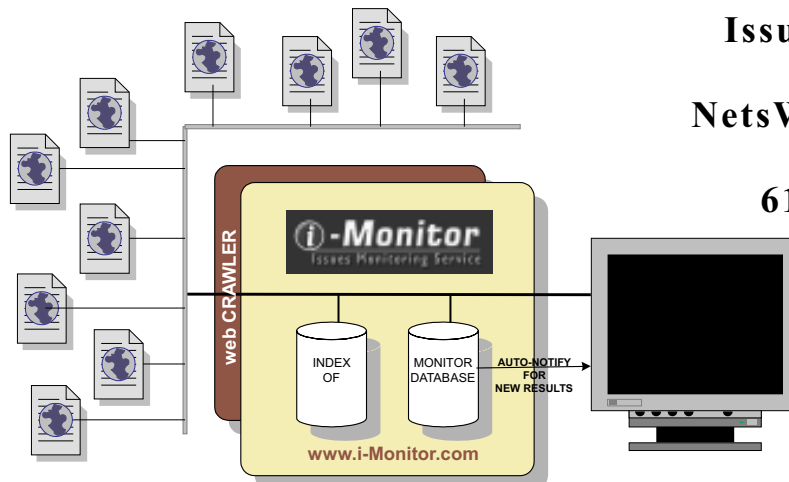 Issu
NetsW
61
i-Monitor
Issues Monitoring Service
web CRAWLER
INDEX
OF
MONITOR
DATABASE
AUTO-NOTIFY
FOR
NEW RESULTS
www.i-Monitor.com